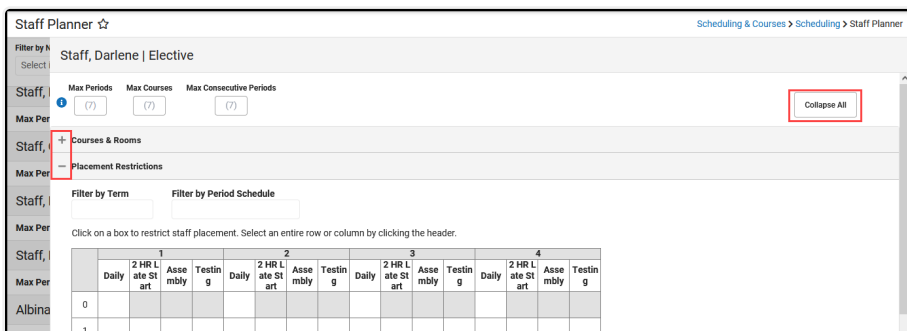 Staff Planner ☆
Scheduling & Courses > Scheduling > Staff Planner
Filter by N
Select
Staff,
Max Per
Staff,
Max Per
Staff,
Max Per
Staff,
Max Per
Albina
Staff, Darlene | Elective
Max Periods Max Courses Max Consecutive Periods
(7) (7) (7)
Collapse All
+ Courses & Rooms
− Placement Restrictions
Filter by Term Filter by Period Schedule
Click on a box to restrict staff placement. Select an entire row or column by clicking the header.
1 2 3 4
Daily 2 HR Late Start Assembly Testing Daily 2 HR Late Start Assembly Testing Daily 2 HR Late Start Assembly Testing Daily 2 HR Late Start Assembly Testing
0
1